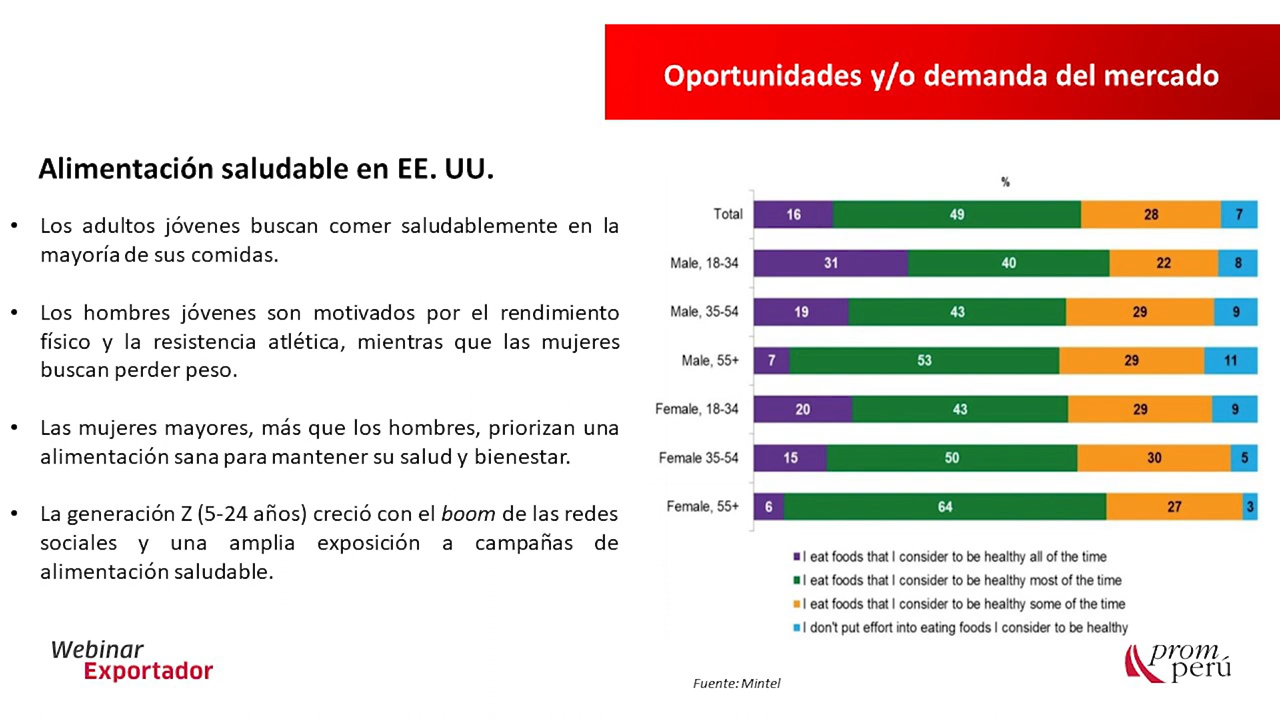 Oportunidades y/o demanda del mercado
Alimentación saludable en EE. UU.
• Los adultos jóvenes buscan comer saludablemente en la
mayoría de sus comidas.
• Los hombres jóvenes son motivados por el rendimiento
físico y la resistencia atlética, mientras que las mujeres
buscan perder peso.
• Las mujeres mayores, más que los hombres, priorizan una
alimentación sana para mantener su salud y bienestar.
• La generación Z (5-24 años) creció con el boom de las redes
sociales y una amplia exposición a campañas de
alimentación saludable.
%
Total 16 49 28 7
Male, 18-34 31 40 22 8
Male, 35-54 19 43 29 9
Male, 55+ 7 53 29 11
Female, 18-34 20 43 29 9
Female 35-54 15 50 30 5
Female, 55+ 6 64 27 3
I eat foods that I consider to be healthy all of the time
I eat foods that I consider to be healthy most of the time
I eat foods that I consider to be healthy some of the time
I don't put effort into eating foods I consider to be healthy
Webinar
Exportador
Fuente: Mintel
prom
perú